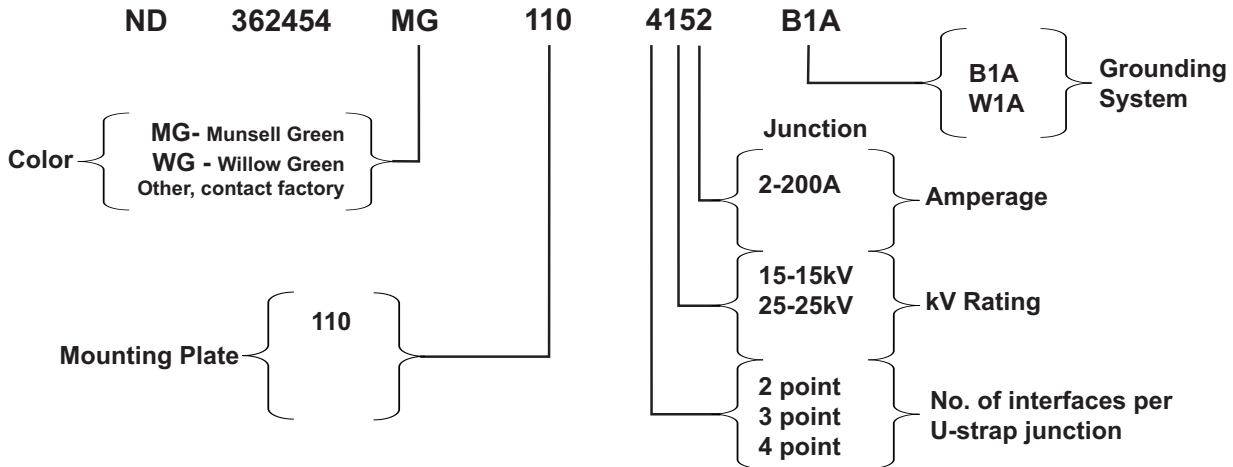 ND 362454 MG 110 4152 B1A
B1A
W1A
Grounding
System
MG- Munsell Green
WG - Willow Green
Other, contact factory
Color
Junction
2-200A
Amperage
15-15kV
25-25kV
kV Rating
110
Mounting Plate
2 point
3 point
4 point
No. of interfaces per
U-strap junction